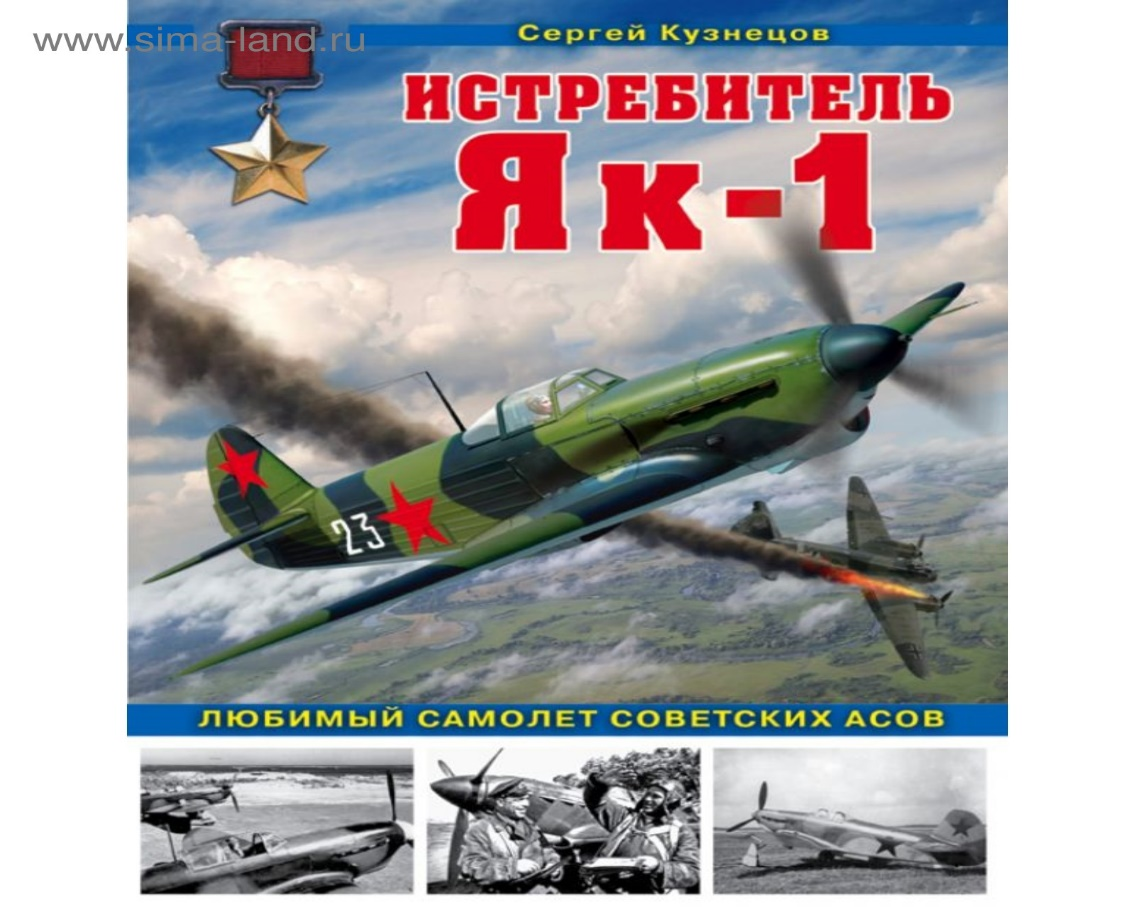 Сергей Кузнецов
www.sima-land.ru
ИСТРЕБИТЕЛЬ
Як-1
23
ЛЮБИМЫЙ САМОЛЕТ СОВЕТСКИХ АСОВ